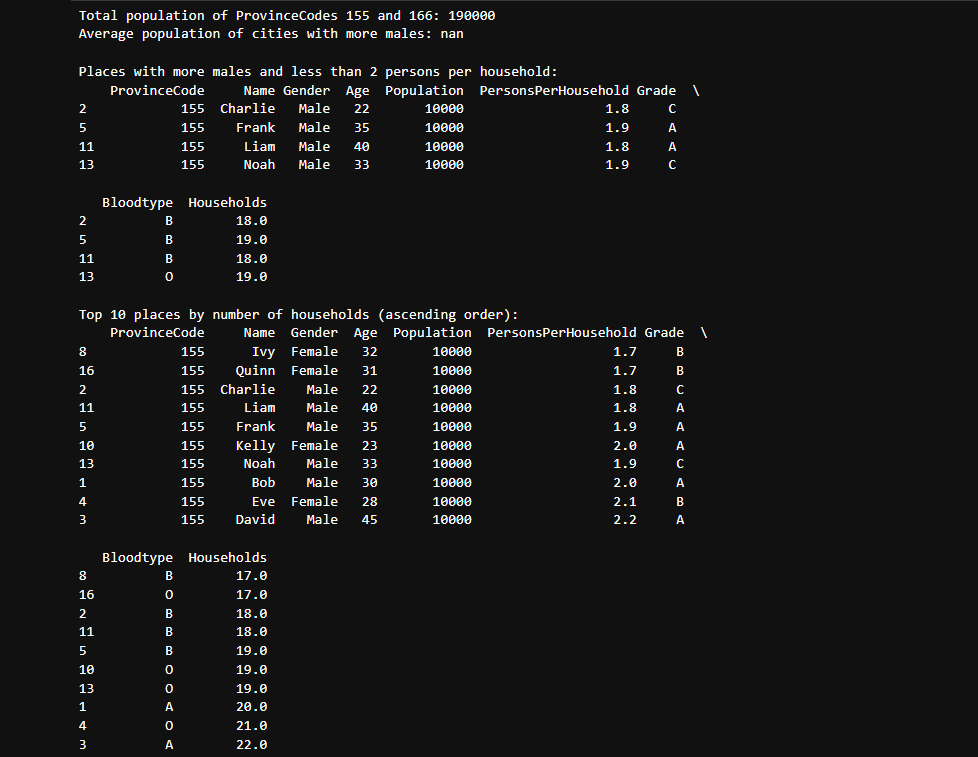 Total population of ProvinceCodes 155 and 166: 190000
Average population of cities with more males: nan
Places with more males and less than 2 persons per household:
ProvinceCode Name Gender Age Population PersonsPerHousehold Grade \
2 155 Charlie Male 22 10000 1.8 C
5 155 Frank Male 35 10000 1.9 A
11 155 Liam Male 40 10000 1.8 A
13 155 Noah Male 33 10000 1.9 C
Bloodtype Households
2 B 18.0
5 B 19.0
11 B 18.0
13 O 19.0
Top 10 places by number of households (ascending order):
ProvinceCode Name Gender Age Population PersonsPerHousehold Grade \
8 155 Ivy Female 32 10000 1.7 B
16 155 Quinn Female 31 10000 1.7 B
2 155 Charlie Male 22 10000 1.8 C
11 155 Liam Male 40 10000 1.8 A
5 155 Frank Male 35 10000 1.9 A
10 155 Kelly Female 23 10000 2.0 A
13 155 Noah Male 33 10000 1.9 C
1 155 Bob Male 30 10000 2.0 A
4 155 Eve Female 28 10000 2.1 B
3 155 David Male 45 10000 2.2 A
Bloodtype Households
8 B 17.0
16 O 17.0
2 B 18.0
11 B 18.0
5 B 19.0
10 O 19.0
13 O 19.0
1 A 20.0
4 O 21.0
3 A 22.0